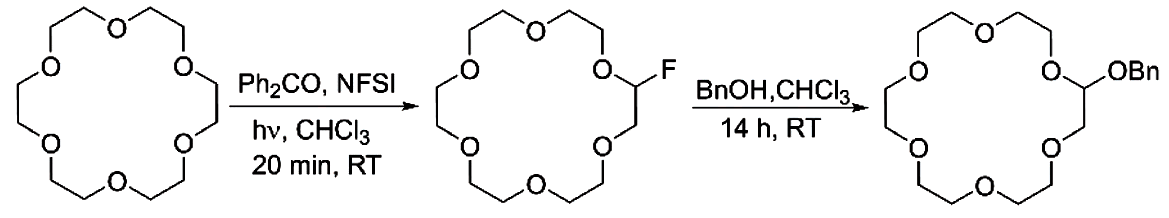 O
O
O
O
O
O
Ph2CO, NFSI
hν, CHCl3
20 min, RT
O
O
O
F
O
O
O
BnOH,CHCl3
14 h, RT
O
O
O
OBn
O
O
O